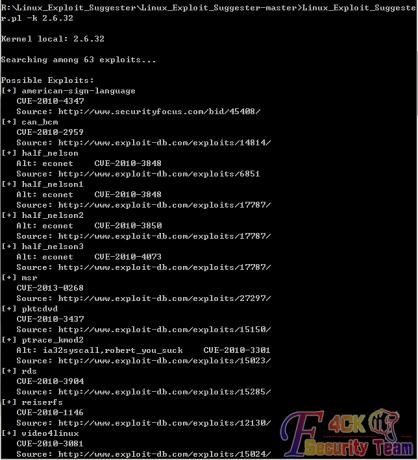 R:\Linux_Exploit_Suggester\Linux_Exploit_Suggester-master>Linux_Exploit_Suggeste
r.pl -k 2.6.32
Kernel local: 2.6.32
Searching among 63 exploits...
Possible Exploits:
[+] american-sign-language
CVE-2010-4347
Source: http://www.securityfocus.com/bid/45408/
[+] can_bcm
CVE-2010-2959
Source: http://www.exploit-db.com/exploits/14814/
[+] half_nelson
Alt: econet CVE-2010-3848
Source: http://www.exploit-db.com/exploits/6851
[+] half_nelson1
Alt: econet CVE-2010-3848
Source: http://www.exploit-db.com/exploits/17787/
[+] half_nelson2
Alt: econet CVE-2010-3850
Source: http://www.exploit-db.com/exploits/17787/
[+] half_nelson3
Alt: econet CVE-2010-4073
Source: http://www.exploit-db.com/exploits/17787/
[+] msr
CVE-2013-0268
Source: http://www.exploit-db.com/exploits/27297/
[+] pktcdvd
CVE-2010-3437
Source: http://www.exploit-db.com/exploits/15150/
[+] ptrace_kmod2
Alt: ia32syscall,robert_you_suck CVE-2010-3301
Source: http://www.exploit-db.com/exploits/15023/
[+] rds
CVE-2010-3904
Source: http://www.exploit-db.com/exploits/15285/
[+] reiserfs
CVE-2010-1146
Source: http://www.exploit-db.com/exploits/12130/
[+] video4linux
CVE-2010-3081
Source: http://www.exploit-db.com/exploits/15024/
F4CK
Security Team